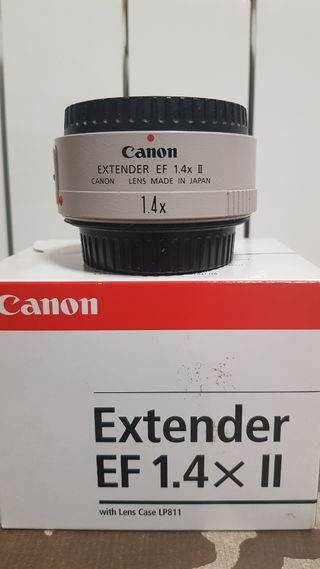 Canon
EXTENDER EF 1.4x II
CANON LENS MADE IN JAPAN
1.4x
Canon
Extender
EF 1.4× II
with Lens Case LP811